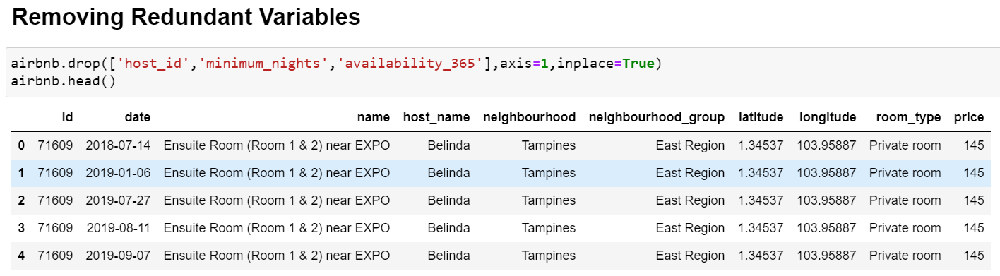 Removing Redundant Variables
airbnb.drop(['host_id','minimum_nights','availability_365'],axis=1,inplace=True)
airbnb.head()
id date name host_name neighbourhood neighbourhood_group latitude longitude room_type price
0 71609 2018-07-14 Ensuite Room (Room 1 & 2) near EXPO Belinda Tampines East Region 1.34537 103.95887 Private room 145
1 71609 2019-01-06 Ensuite Room (Room 1 & 2) near EXPO Belinda Tampines East Region 1.34537 103.95887 Private room 145
2 71609 2019-07-27 Ensuite Room (Room 1 & 2) near EXPO Belinda Tampines East Region 1.34537 103.95887 Private room 145
3 71609 2019-08-11 Ensuite Room (Room 1 & 2) near EXPO Belinda Tampines East Region 1.34537 103.95887 Private room 145
4 71609 2019-09-07 Ensuite Room (Room 1 & 2) near EXPO Belinda Tampines East Region 1.34537 103.95887 Private room 145